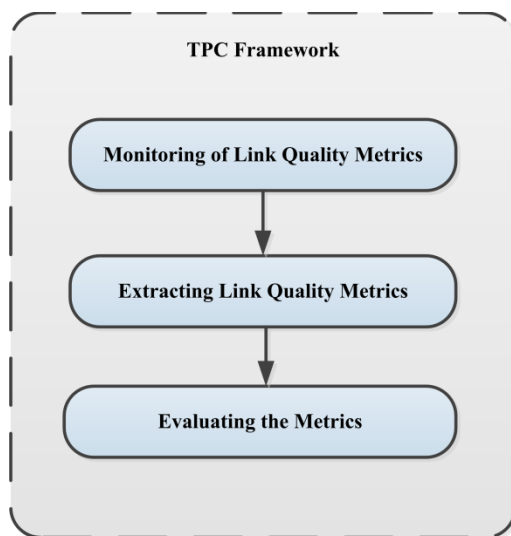 TPC Framework
Monitoring of Link Quality Metrics
Extracting Link Quality Metrics
Evaluating the Metrics